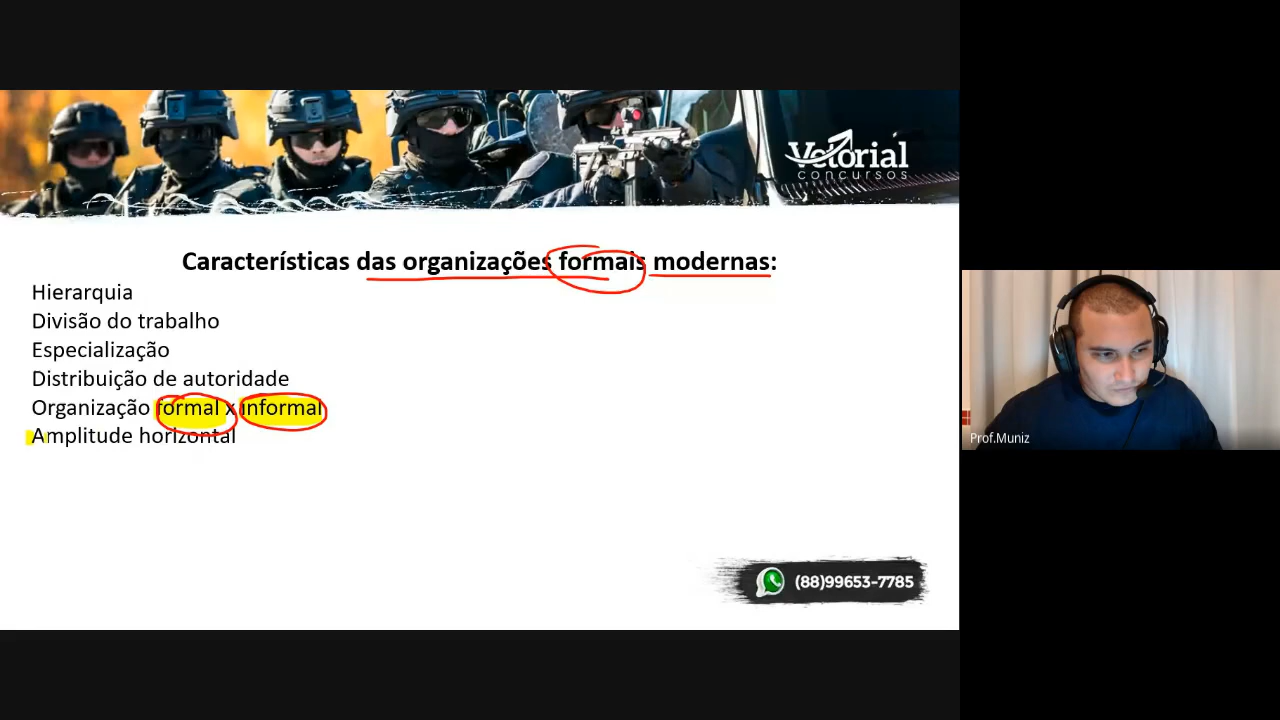 Vetorial
concursos
Características das organizações formais modernas:
Hierarquia
Divisão do trabalho
Especialização
Distribuição de autoridade
Organização formal x informal
Amplitude horizontal
(88)99653-7785
Prof.Muniz